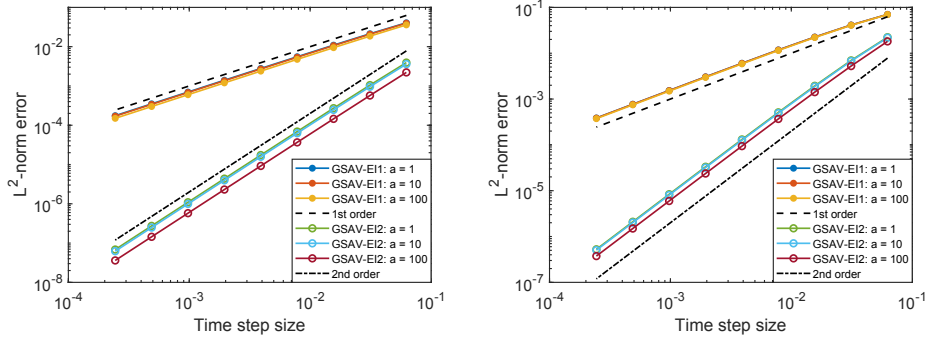 10^-2
10^-4
10^-6
10^-8
L^2-norm error
GSAV-EI1: a = 1
GSAV-EI1: a = 10
GSAV-EI1: a = 100
1st order
GSAV-EI2: a = 1
GSAV-EI2: a = 10
GSAV-EI2: a = 100
2nd order
10^-4
10^-3
10^-2
10^-1
Time step size
10^-1
10^-3
10^-5
10^-7
L^2-norm error
GSAV-EI1: a = 1
GSAV-EI1: a = 10
GSAV-EI1: a = 100
1st order
GSAV-EI2: a = 1
GSAV-EI2: a = 10
GSAV-EI2: a = 100
2nd order
10^-4
10^-3
10^-2
10^-1
Time step size